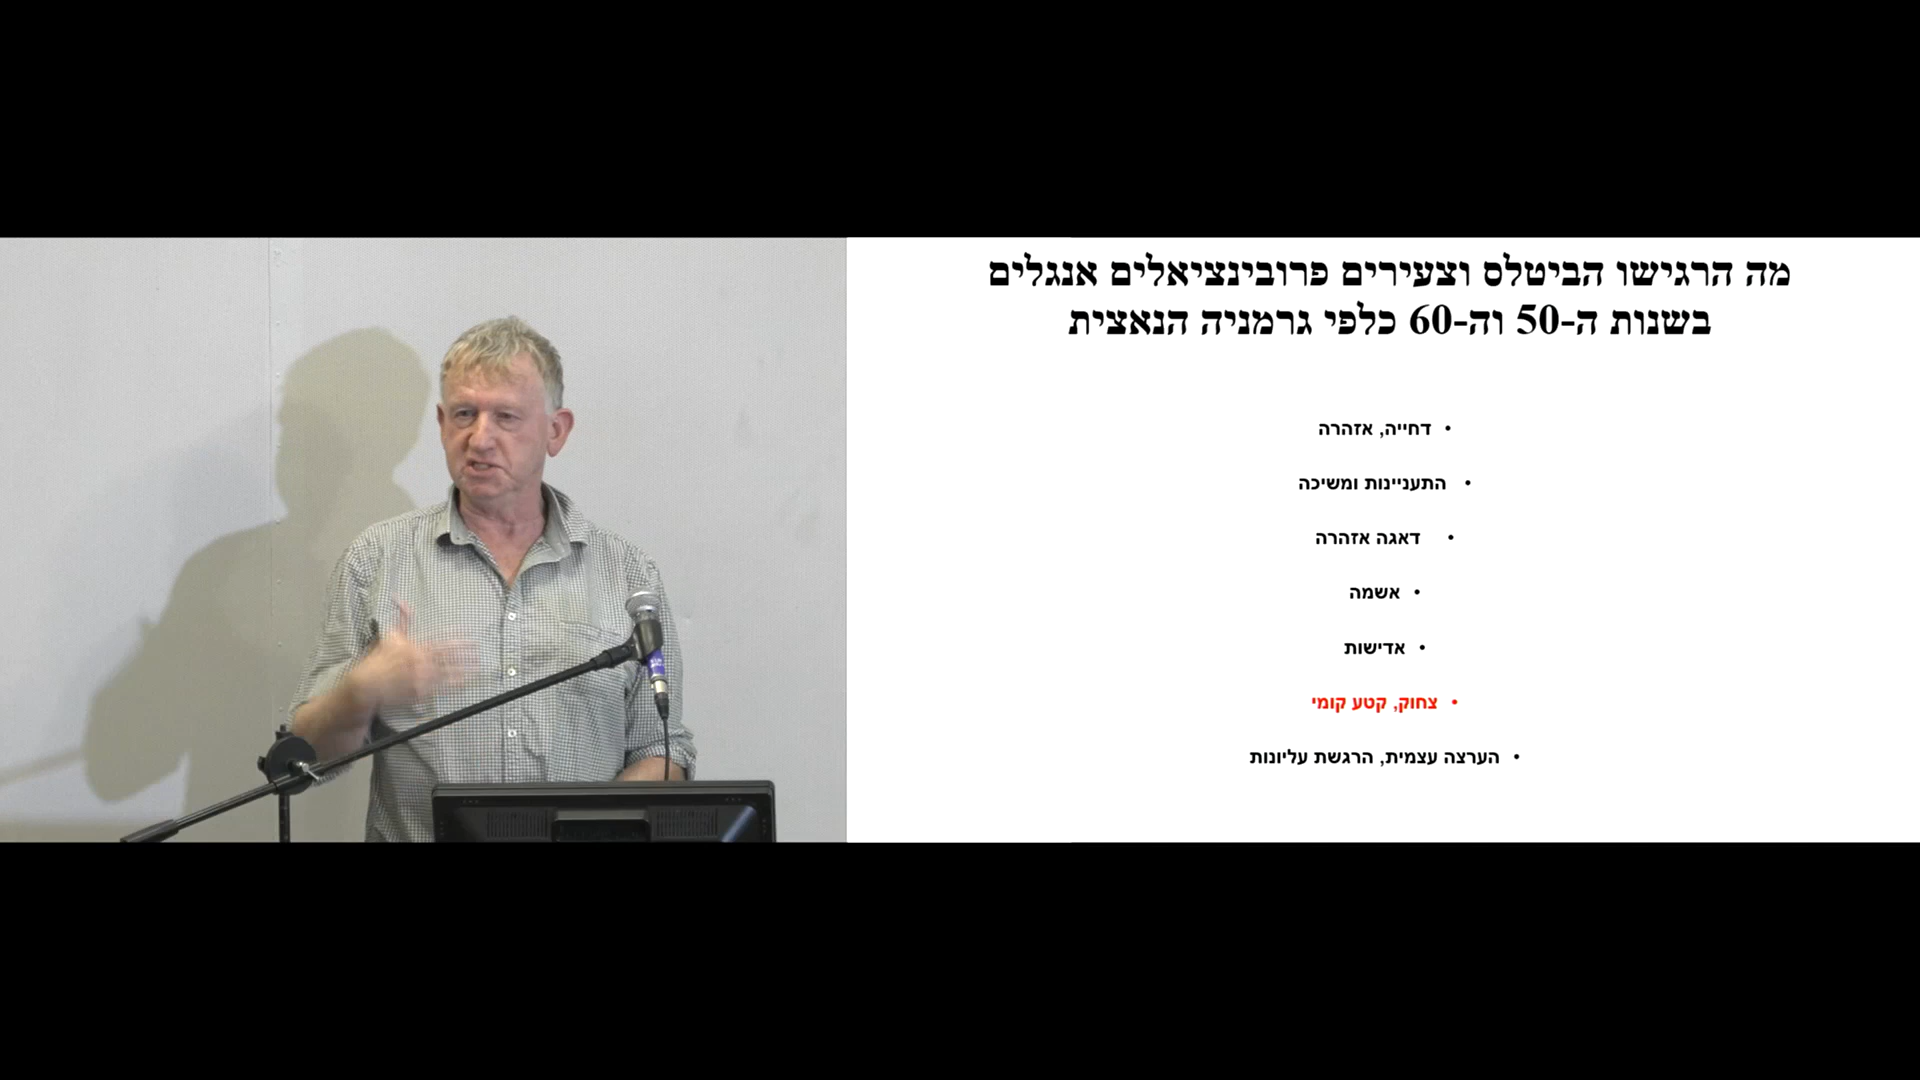 מה הרגישו הביטלס וצעירים פרובינציאלים אנגלים
בשנות ה-50 וה-60 כלפי גרמניה הנאצית
• דחייה, אזהרה
• התעניינות ומשיכה
• דאגה אזהרה
• אשמה
• אדישות
• צחוק, קטע קומי
• הערצה עצמית, הרגשת עליונות